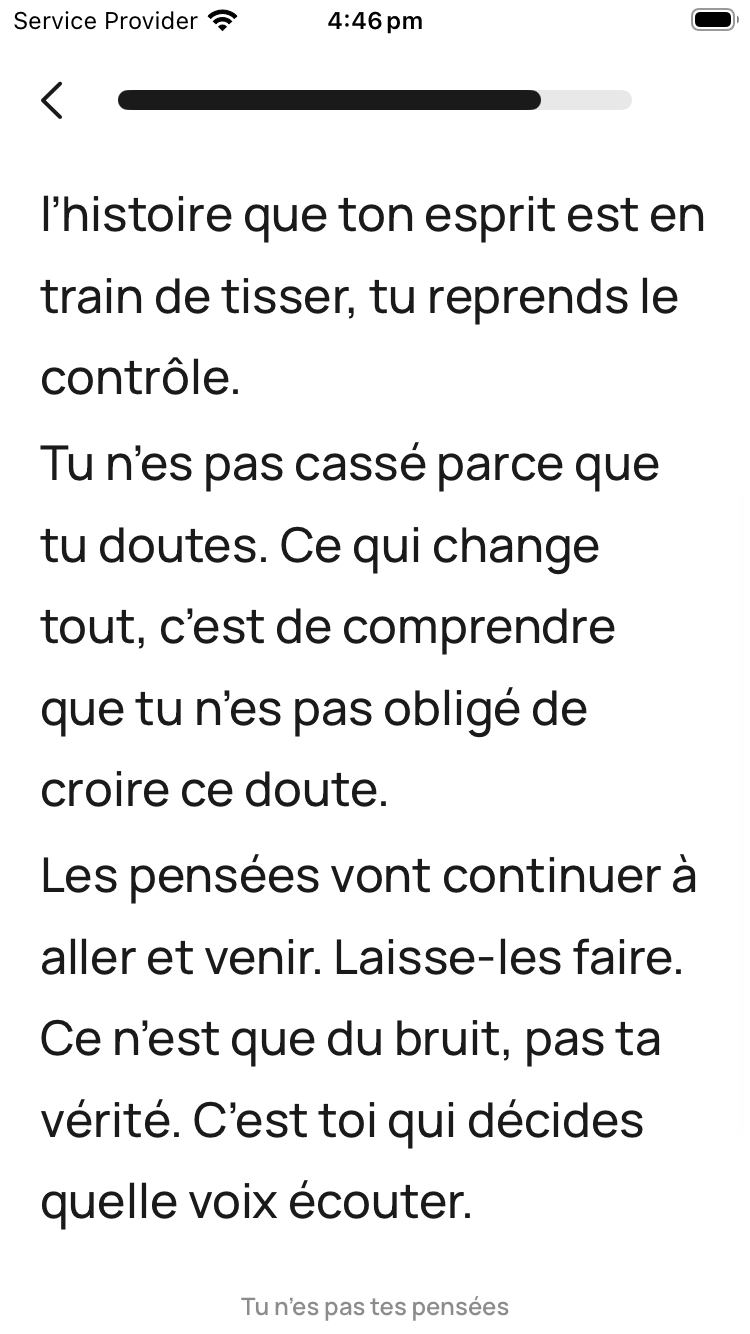 Service Provider 4:46 pm
l’histoire que ton esprit est en
train de tisser, tu reprends le
contrôle.
Tu n’es pas cassé parce que
tu doutes. Ce qui change
tout, c’est de comprendre
que tu n’es pas obligé de
croire ce doute.
Les pensées vont continuer à
aller et venir. Laisse-les faire.
Ce n’est que du bruit, pas ta
vérité. C’est toi qui décides
quelle voix écouter.
Tu n’es pas tes pensées